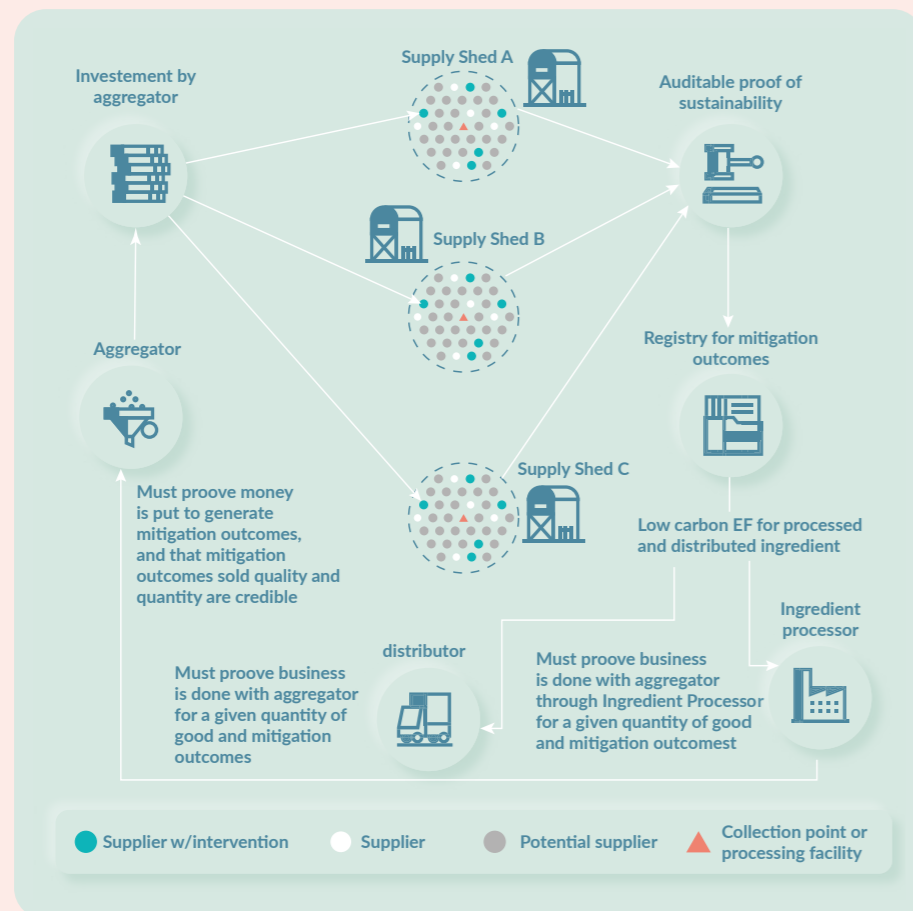 Investement by
aggregator
Supply Shed A
Auditable proof of
sustainability
Supply Shed B
Aggregator
Registry for mitigation
outcomes
Must proove money
is put to generate
mitigation outcomes,
and that mitigation
outcomes sold quality and
quantity are credible
Supply Shed C
Low carbon EF for processed
and distributed ingredient
Ingredient
processor
distributor
Must proove business
is done with aggregator
for a given quantity of
good and mitigation
outcomes
Must proove business
is done with aggregator
through Ingredient Processor
for a given quantity of good
and mitigation outcomest
Supplier w/intervention
Supplier
Potential supplier
Collection point or
processing facility